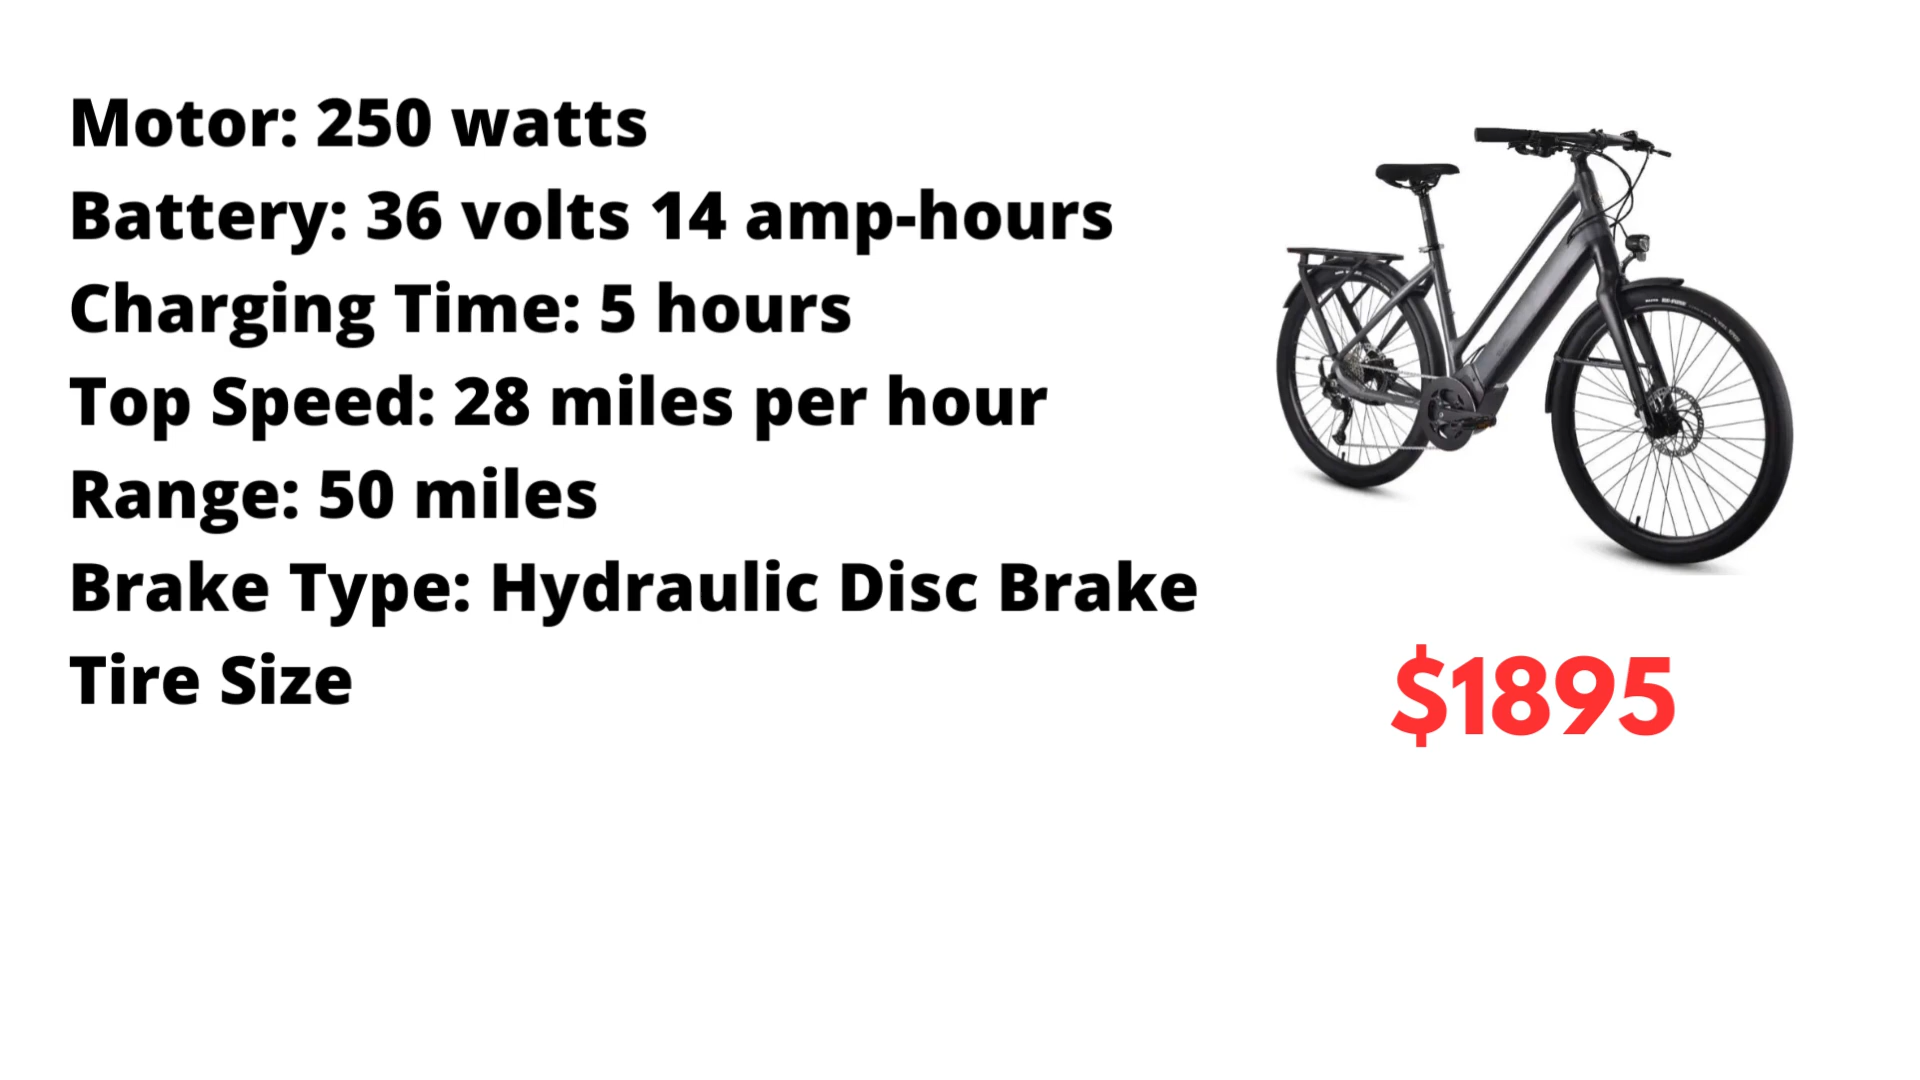 Motor: 250 watts
Battery: 36 volts 14 amp-hours
Charging Time: 5 hours
Top Speed: 28 miles per hour
Range: 50 miles
Brake Type: Hydraulic Disc Brake
Tire Size
$1895